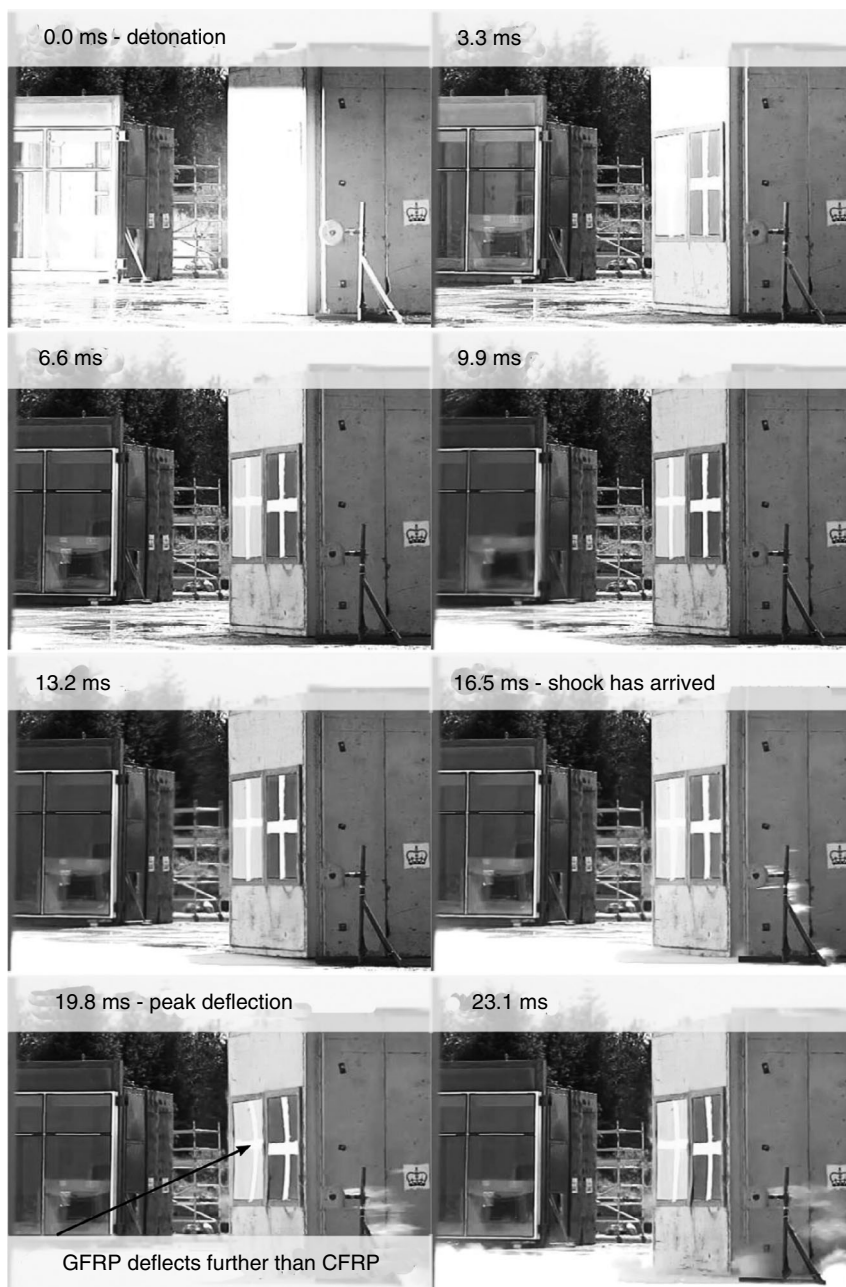 0.0 ms - detonation
3.3 ms
6.6 ms
9.9 ms
13.2 ms
16.5 ms - shock has arrived
19.8 ms - peak deflection
23.1 ms
GFRP deflects further than CFRP